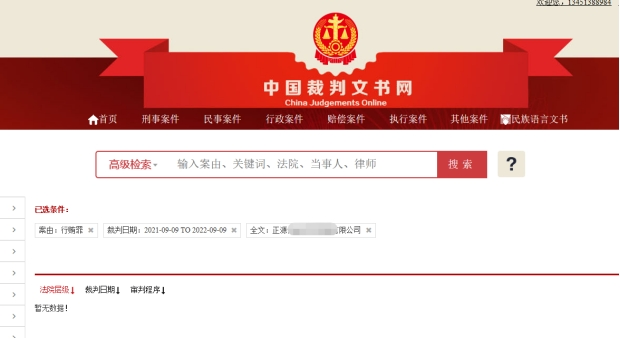 欢迎您，13451388984
中国裁判文书网
China Judgements Online
首页 刑事案件 民事案件 行政案件 赔偿案件 执行案件 其他案件 民族语言文书
高级检索 输入案由、关键词、法院、当事人、律师 搜索 ?
已选条件：
案由：行贿罪 × 裁判日期：2021-09-09 TO 2022-09-09 × 全文：正源 限公司 ×
法院层级↓ 裁判日期↓ 审判程序↓
暂无数据！